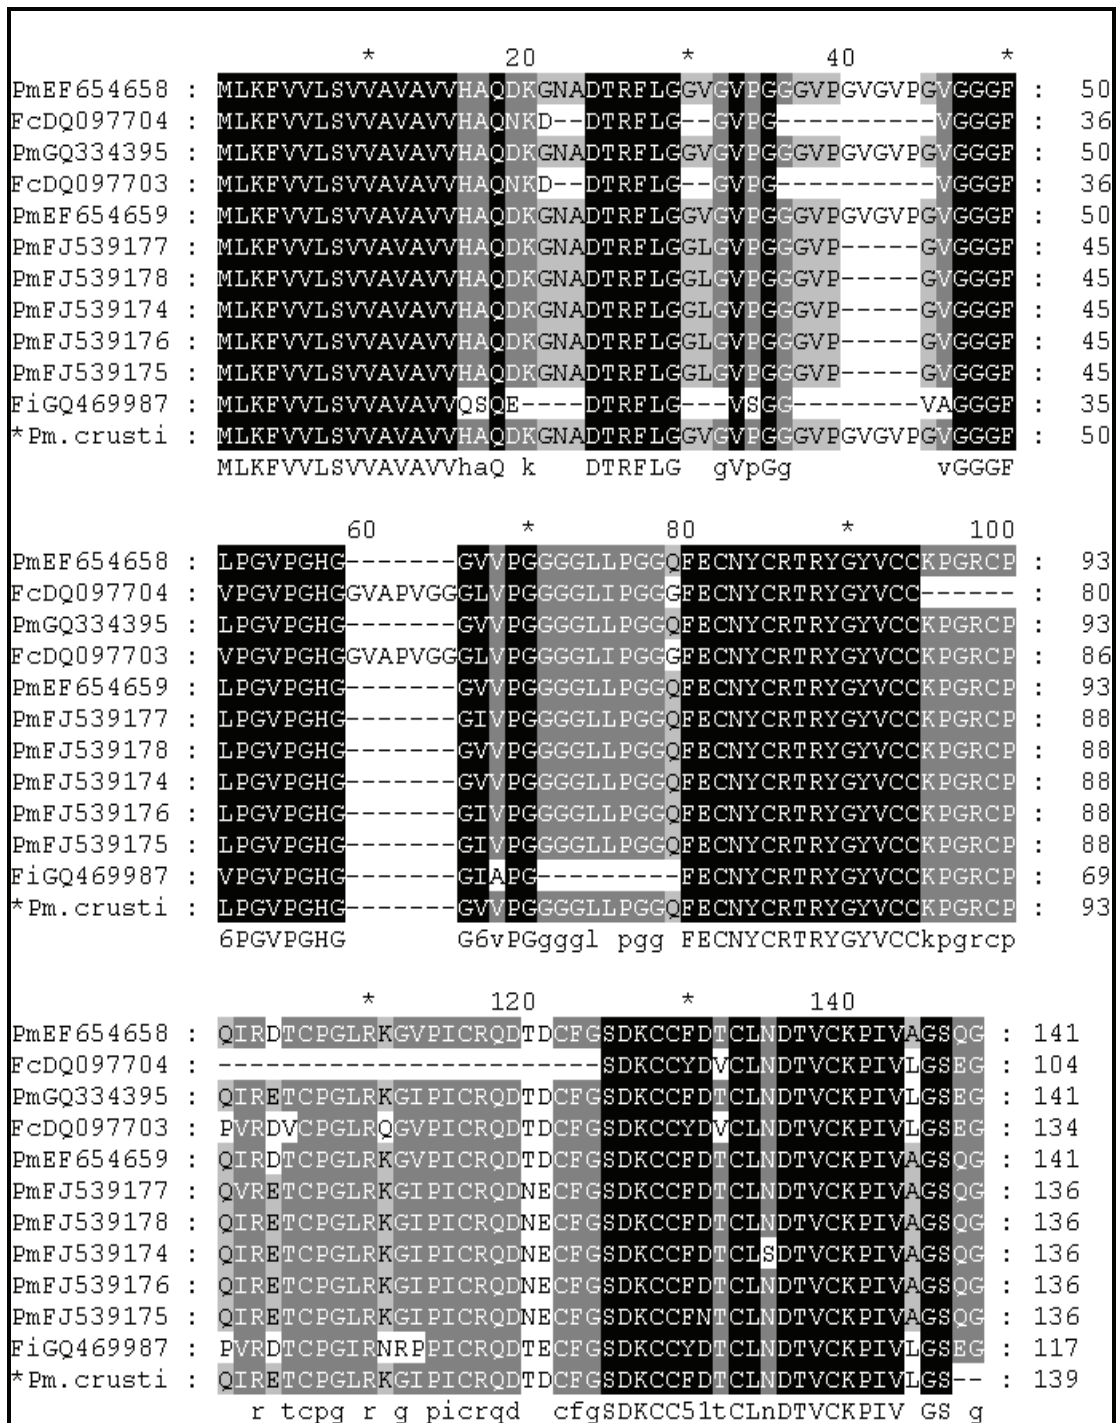 * 20 * 40 *
PmEF654658 : MLKFVVLSVVAVAVVHAQDKGNADTRFLGGVGVPGGGVPGVGVPGVGGGF : 50
FcDQ097704 : MLKFVVLSVVAVAVVHAQNKD--DTRFLG--GVPG----------VGGGF : 36
PmGQ334395 : MLKFVVLSVVAVAVVHAQDKGNADTRFLGGVGVPGGGVPGVGVPGVGGGF : 50
FcDQ097703 : MLKFVVLSVVAVAVVHAQNKD--DTRFLG--GVPG----------VGGGF : 36
PmEF654659 : MLKFVVLSVVAVAVVHAQDKGNADTRFLGGVGVPGGGVPGVGVPGVGGGF : 50
PmFJ539177 : MLKFVVLSVVAVAVVHAQDKGNADTRFLGGLGVPGGGVP-----GVGGGF : 45
PmFJ539178 : MLKFVVLSVVAVAVVHAQDKGNADTRFLGGLGVPGGGVP-----GVGGGF : 45
PmFJ539174 : MLKFVVLSVVAVAVVHAQDKGNADTRFLGGLGVPGGGVP-----GVGGGF : 45
PmFJ539176 : MLKFVVLSVVAVAVVHAQDKGNADTRFLGGLGVPGGGVP-----GVGGGF : 45
PmFJ539175 : MLKFVVLSVVAVAVVHAQDKGNADTRFLGGLGVPGGGVP-----GVGGGF : 45
FiGQ469987 : MLKFVVLSVVAVAVVQSQE----DTRFLG---VSGG--------VAGGGF : 35
*Pm.crusti : MLKFVVLSVVAVAVVHAQDKGNADTRFLGGVGVPGGGVPGVGVPGVGGGF : 50
MLKFVVLSVVAVAVVhaQ k DTRFLG gVpGg vGGGF
60 * 80 * 100
PmEF654658 : LPGVPGHG-------GVVPGGGGLLPGGQFECNYCRTRYGYVCCKPGRCP : 93
FcDQ097704 : VPGVPGHGGVAPVGGGLVPGGGGLIPGGGFECNYCRTRYGYVCC------ : 80
PmGQ334395 : LPGVPGHG-------GVVPGGGGLLPGGQFECNYCRTRYGYVCCKPGRCP : 93
FcDQ097703 : VPGVPGHGGVAPVGGGLVPGGGGLIPGGGFECNYCRTRYGYVCCKPGRCP : 86
PmEF654659 : LPGVPGHG-------GVVPGGGGLLPGGQFECNYCRTRYGYVCCKPGRCP : 93
PmFJ539177 : LPGVPGHG-------GIVPGGGGLLPGGQFECNYCRTRYGYVCCKPGRCP : 88
PmFJ539178 : LPGVPGHG-------GVVPGGGGLLPGGQFECNYCRTRYGYVCCKPGRCP : 88
PmFJ539174 : LPGVPGHG-------GVVPGGGGLLPGGQFECNYCRTRYGYVCCKPGRCP : 88
PmFJ539176 : LPGVPGHG-------GIVPGGGGLLPGGQFECNYCRTRYGYVCCKPGRCP : 88
PmFJ539175 : LPGVPGHG-------GIVPGGGGLLPGGQFECNYCRTRYGYVCCKPGRCP : 88
FiGQ469987 : VPGVPGHG-------GIAPG---------FECNYCRTRYGYVCCKPGRCP : 69
*Pm.crusti : LPGVPGHG-------GVVPGGGGLLPGGQFECNYCRTRYGYVCCKPGRCP : 93
6PGVPGHG G6vPGgggl pgg FECNYCRTRYGYVCCkpgrcp
* 120 * 140
PmEF654658 : QIRDTCPGLRKGVPICRQDTDCFGSDKCCFDTCLNDTVCKPIVAGSQG : 141
FcDQ097704 : ------------------------SDKCCYDVCLNDTVCKPIVLGSEG : 104
PmGQ334395 : QIRETCPGLRKGIPICRQDTDCFGSDKCCFDTCLNDTVCKPIVLGSEG : 141
FcDQ097703 : PVRDVCPGLRQGVPICRQDTDCFGSDKCCYDVCLNDTVCKPIVLGSEG : 134
PmEF654659 : QIRDTCPGLRKGVPICRQDTDCFGSDKCCFDTCLNDTVCKPIVAGSQG : 141
PmFJ539177 : QVRETCPGLRKGIPICRQDNECFGSDKCCFDTCLNDTVCKPIVAGSQG : 136
PmFJ539178 : QIRETCPGLRKGIPICRQDNECFGSDKCCFDTCLNDTVCKPIVAGSQG : 136
PmFJ539174 : QIRETCPGLRKGIPICRQDNECFGSDKCCFDTCLSDTVCKPIVAGSQG : 136
PmFJ539176 : QIRETCPGLRKGIPICRQDNECFGSDKCCFDTCLNDTVCKPIVAGSQG : 136
PmFJ539175 : QIRETCPGLRKGIPICRQDNECFGSDKCCFNTCLNDTVCKPIVAGSQG : 136
FiGQ469987 : PVRDTCPGIRNRPPICRQDTECFGSDKCCYDTCLNDTVCKPIVLGSEG : 117
*Pm.crusti : QIRETCPGLRKGIPICRQDTDCFGSDKCCFDTCLNDTVCKPIVLGS-- : 139
r tcpg r g picrqd cfgSDKCC5ltCLnDTVCKPIV GS g